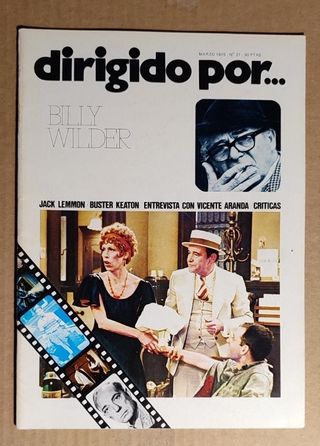 MARZO 1975 · Nº 21 · 90 PTAS
dirigido por...
BILLY
WILDER
JACK LEMMON BUSTER KEATON ENTREVISTA CON VICENTE ARANDA CRITICAS